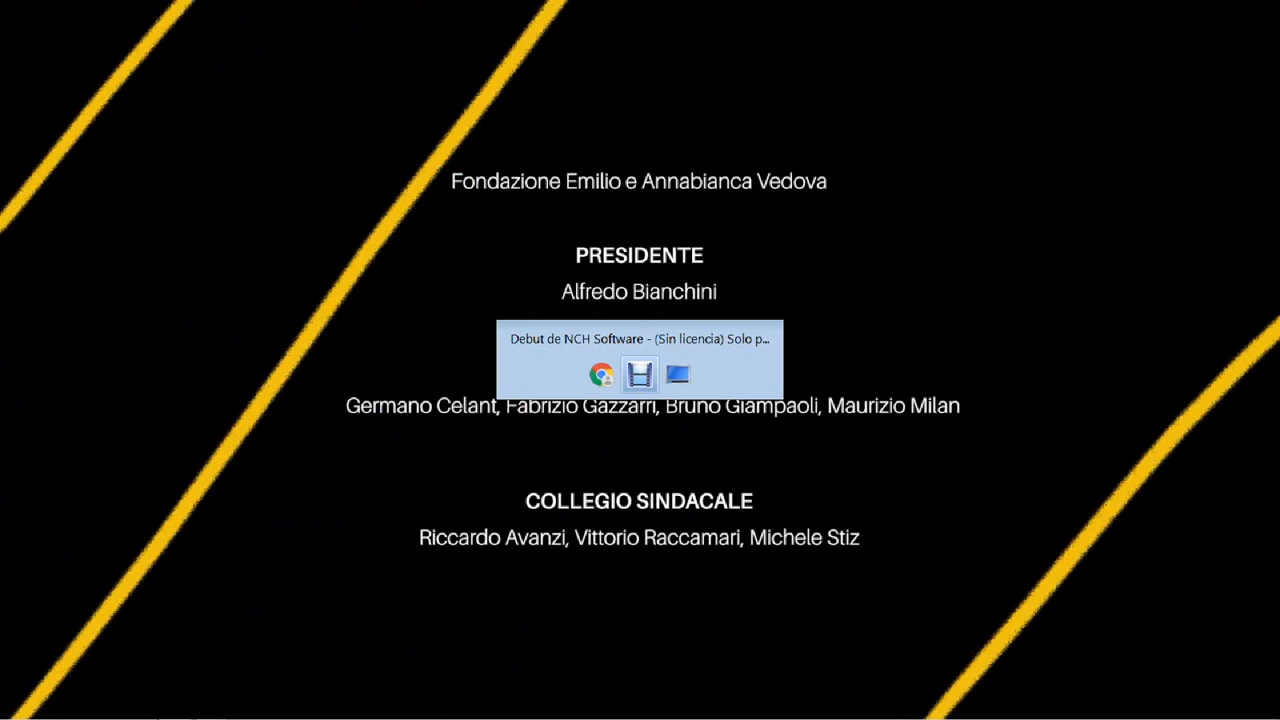 Fondazione Emilio e Annabianca Vedova
PRESIDENTE
Alfredo Bianchini
Debut de NCH Software - (Sin licencia) Solo p...
Germano Celant, Fabrizio Gazzarri, Bruno Giampaoli, Maurizio Milan
COLLEGIO SINDACALE
Riccardo Avanzi, Vittorio Raccamari, Michele Stiz